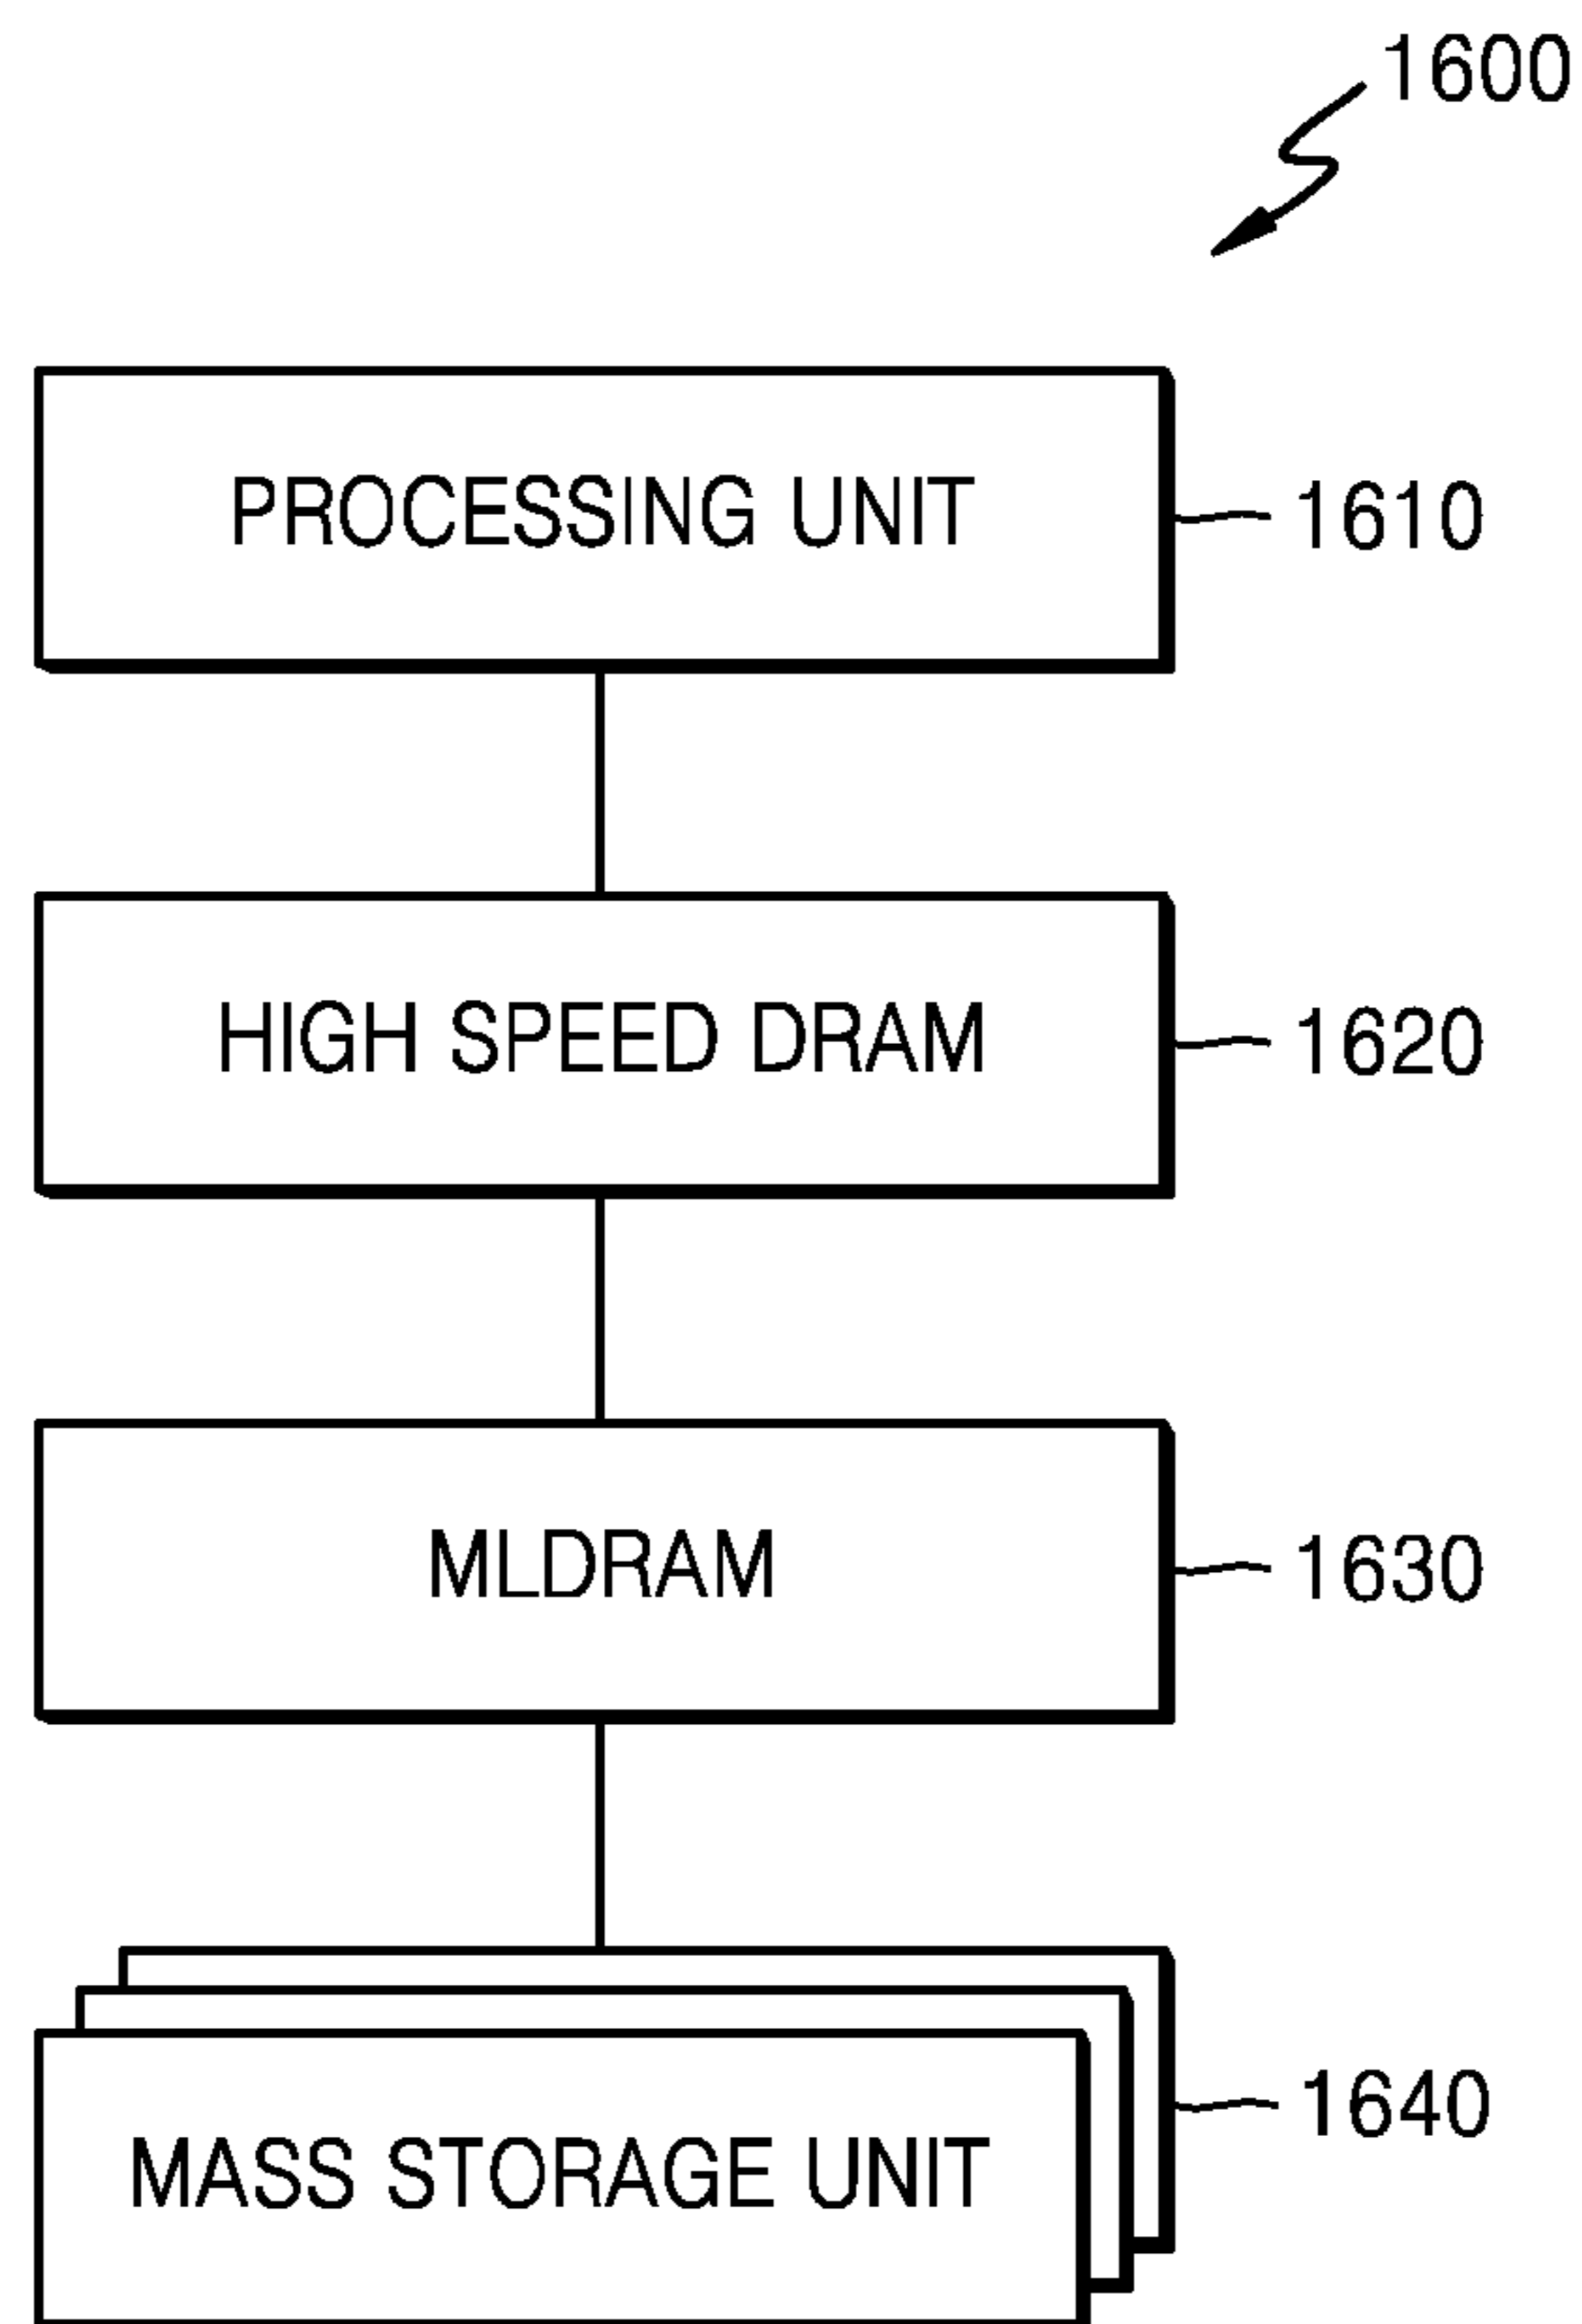 1600
PROCESSING UNIT
1610
HIGH SPEED DRAM
1620
MLDRAM
1630
MASS STORAGE UNIT
1640